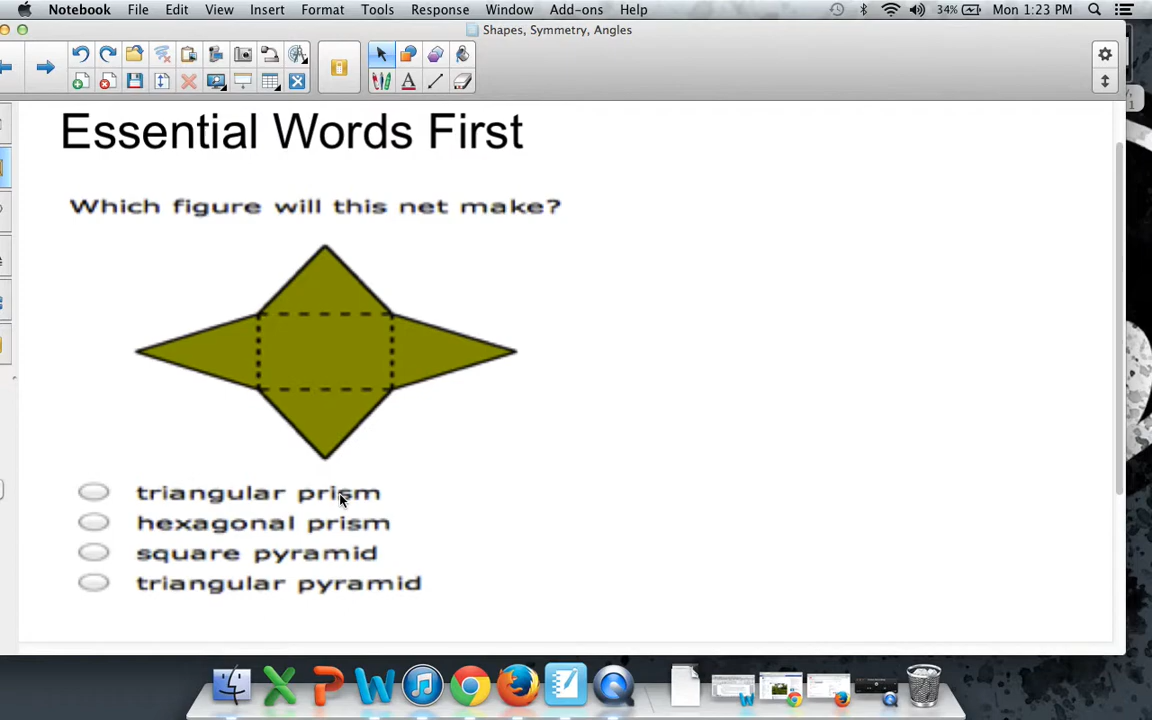 Notebook File Edit View Insert Format Tools Response Window Add-ons Help 34% Mon 1:23 PM
Shapes, Symmetry, Angles
Essential Words First
Which figure will this net make?
triangular prism
hexagonal prism
square pyramid
triangular pyramid